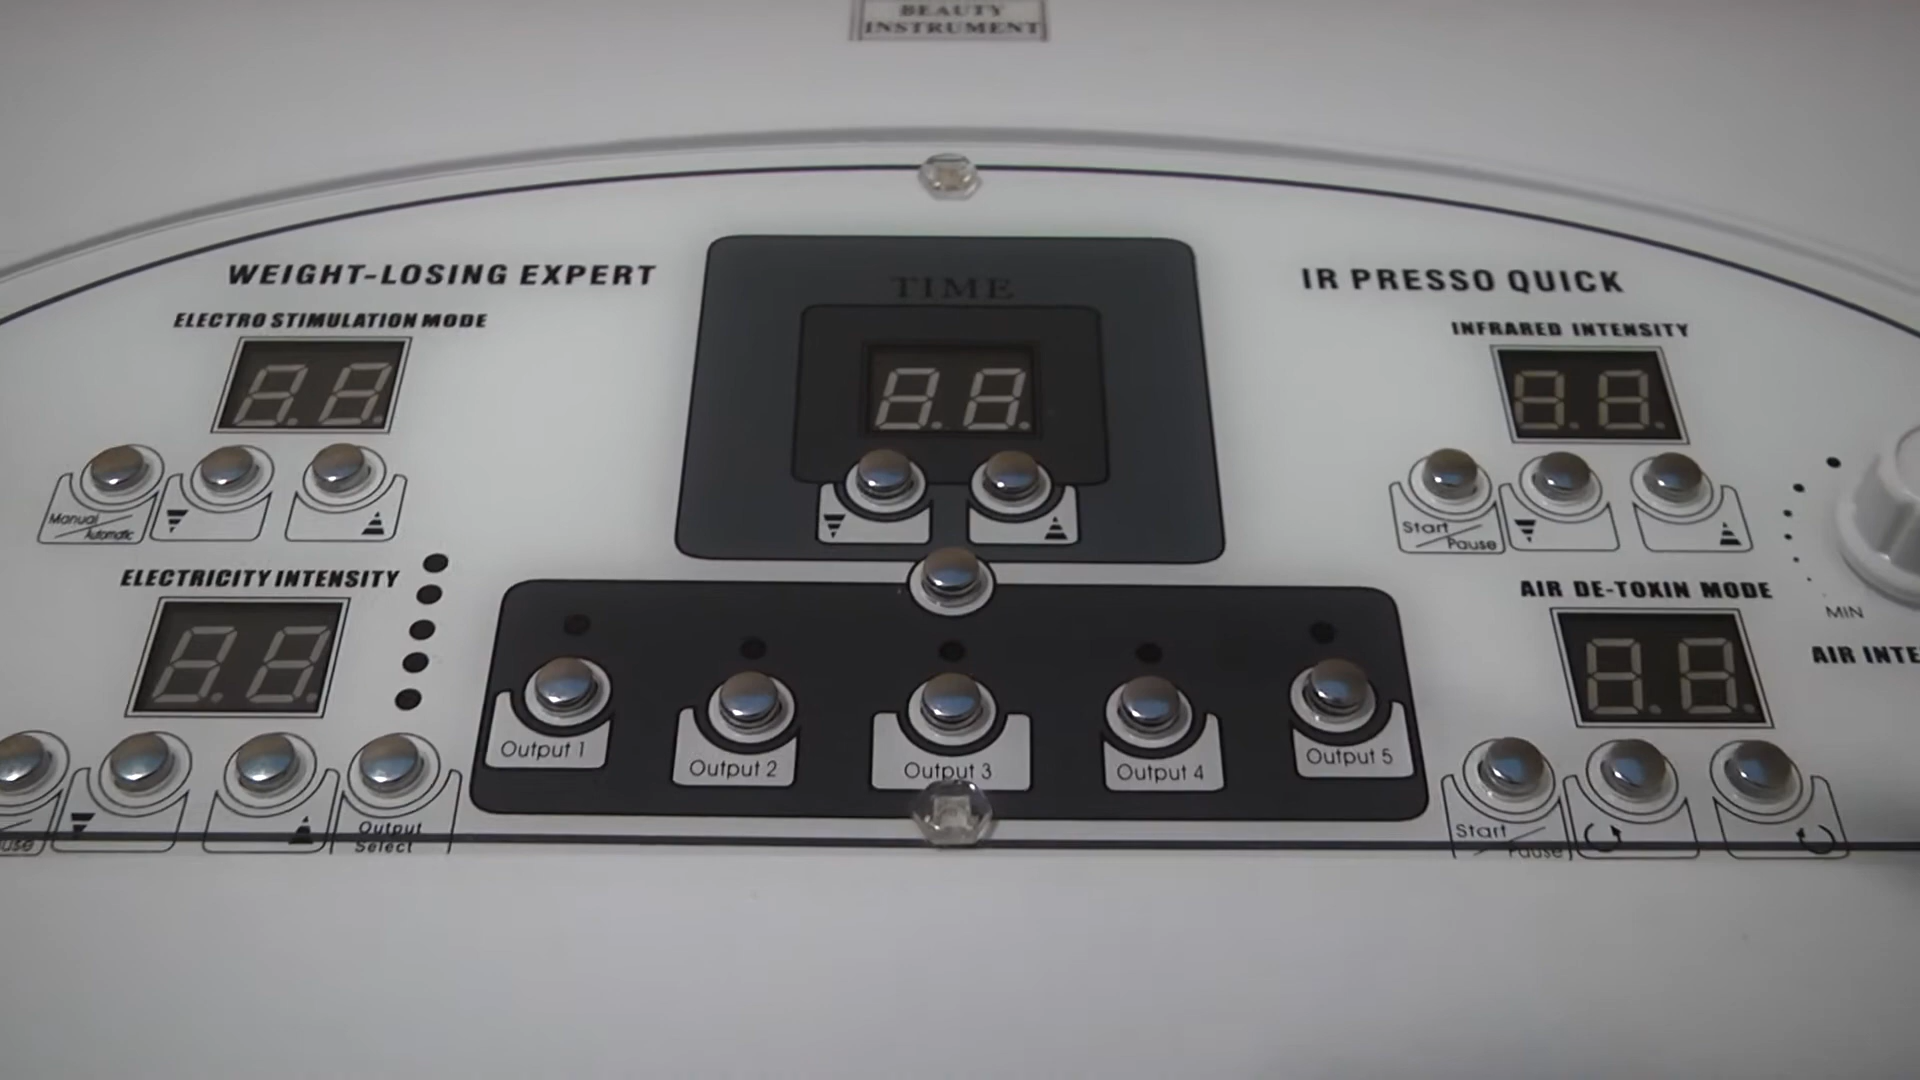 BEAUTY
INSTRUMENT
WEIGHT-LOSING EXPERT
ELECTRO STIMULATION MODE
Manual
Automatic
ELECTRICITY INTENSITY
Output
Select
TIME
Output 1
Output 2
Output 3
Output 4
Output 5
IR PRESSO QUICK
INFRARED INTENSITY
Start
Pause
AIR DE-TOXIN MODE
Start
Pause
MIN
AIR